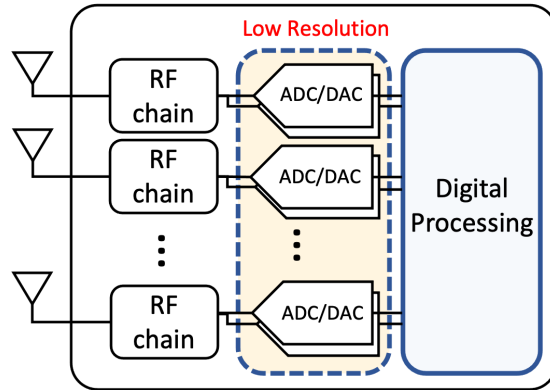 Low Resolution
RF
chain
ADC/DAC
RF
chain
ADC/DAC
Digital
Processing
RF
chain
ADC/DAC